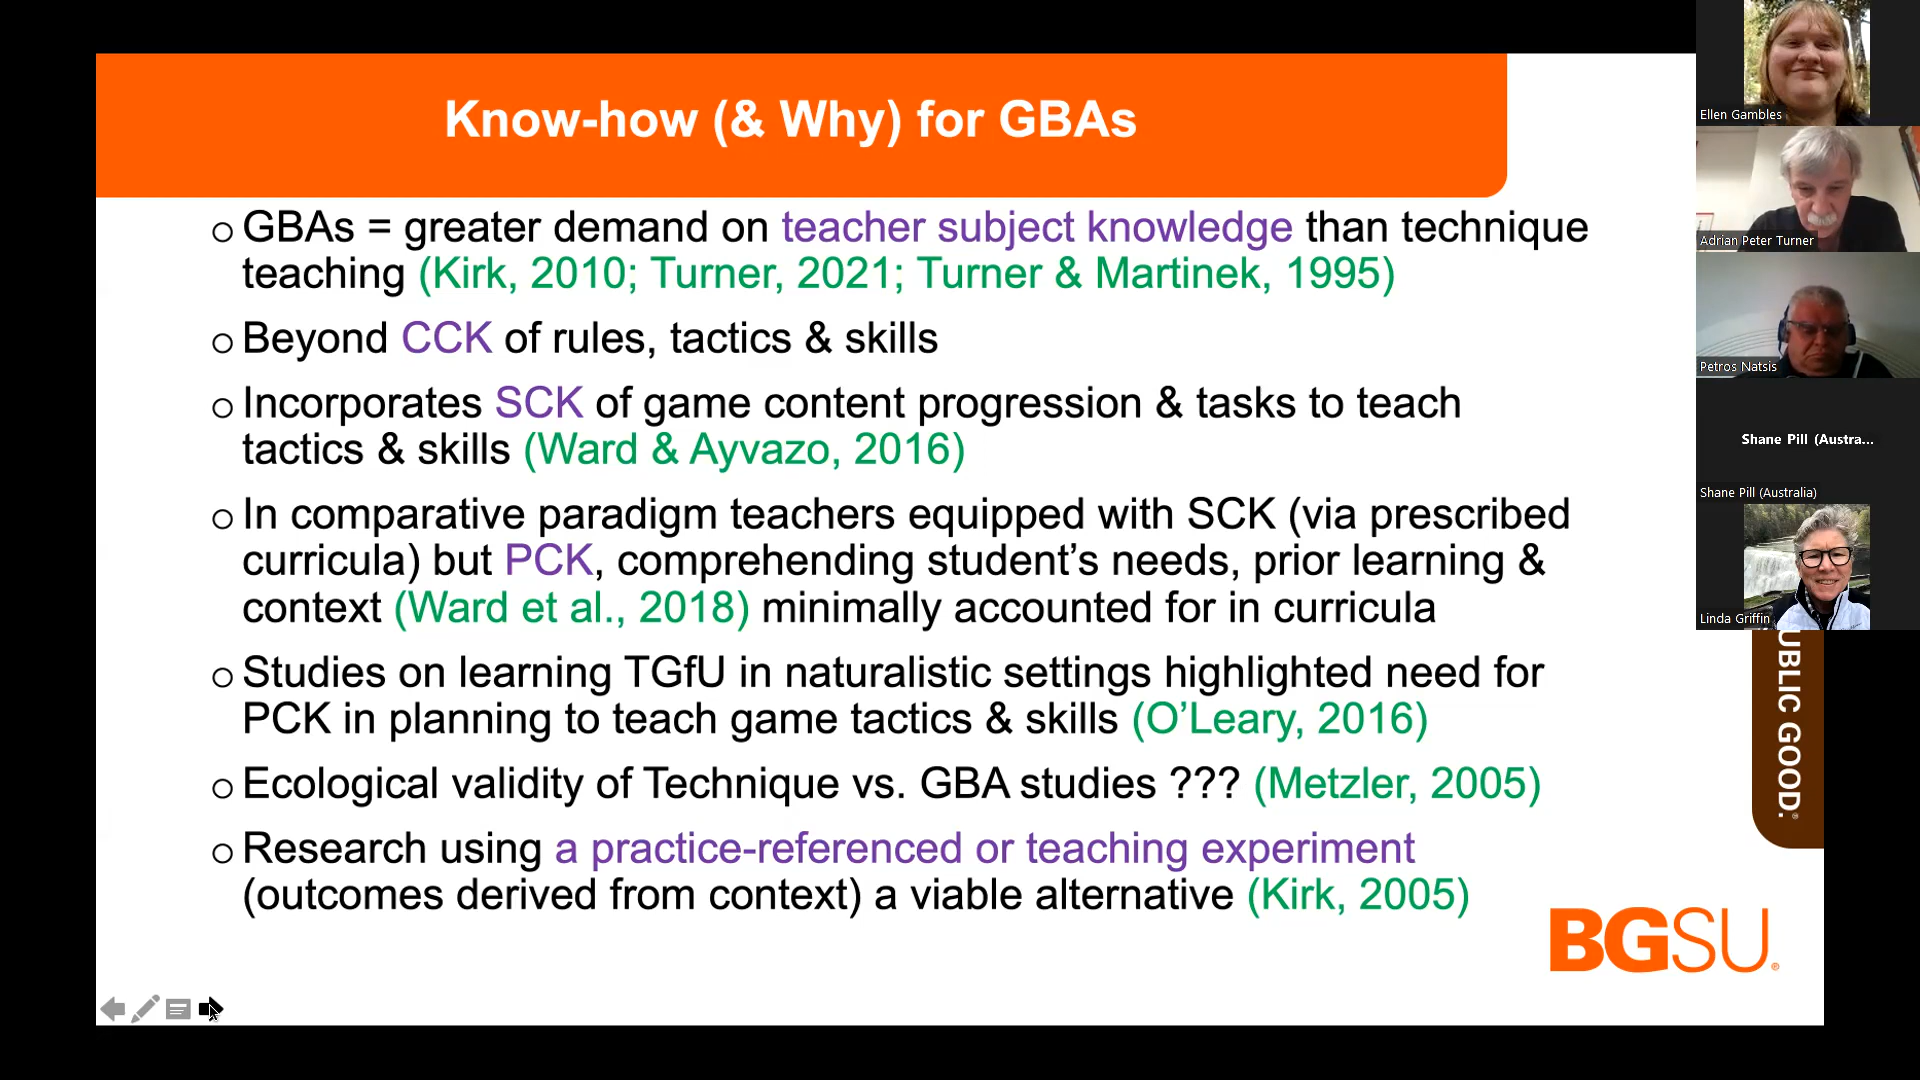 Know-how (& Why) for GBAs
GBAs = greater demand on teacher subject knowledge than technique
teaching (Kirk, 2010; Turner, 2021; Turner & Martinek, 1995)
Beyond CCK of rules, tactics & skills
Incorporates SCK of game content progression & tasks to teach
tactics & skills (Ward & Ayvazo, 2016)
In comparative paradigm teachers equipped with SCK (via prescribed
curricula) but PCK, comprehending student’s needs, prior learning &
context (Ward et al., 2018) minimally accounted for in curricula
Studies on learning TGfU in naturalistic settings highlighted need for
PCK in planning to teach game tactics & skills (O’Leary, 2016)
Ecological validity of Technique vs. GBA studies ??? (Metzler, 2005)
Research using a practice-referenced or teaching experiment
(outcomes derived from context) a viable alternative (Kirk, 2005)
Ellen Gambles
Adrian Peter Turner
Petros Natsis
Shane Pill (Austra...
Shane Pill (Australia)
Linda Griffin
UBLIC GOOD.®
BGSU®